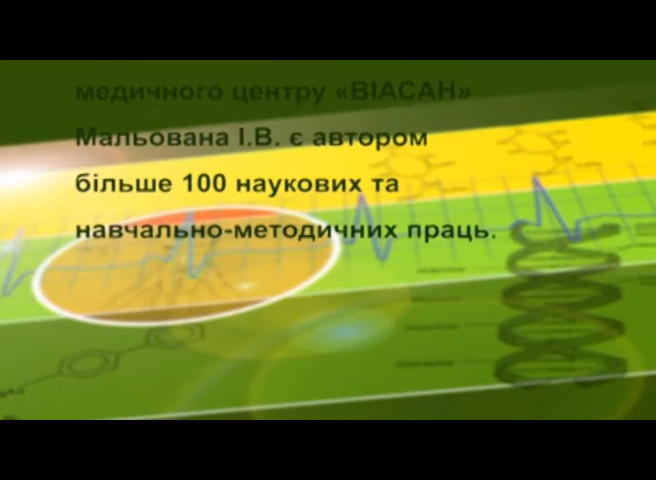 медичного центру «ВІАСАН»
Мальована І.В. є автором
більше 100 наукових та
навчально-методичних праць.